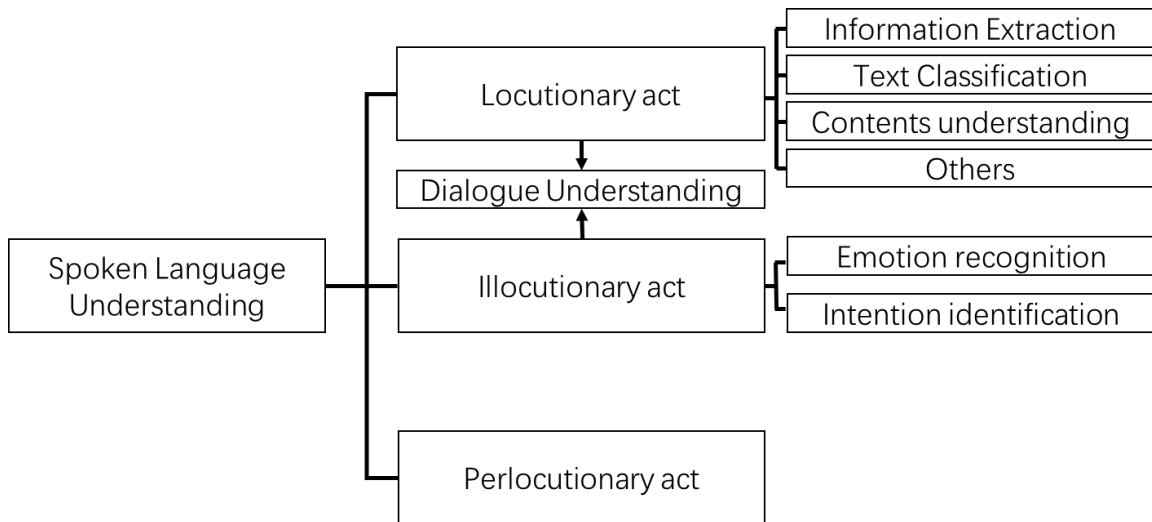 Spoken Language
Understanding
Locutionary act
Dialogue Understanding
Illocutionary act
Perlocutionary act
Information Extraction
Text Classification
Contents understanding
Others
Emotion recognition
Intention identification